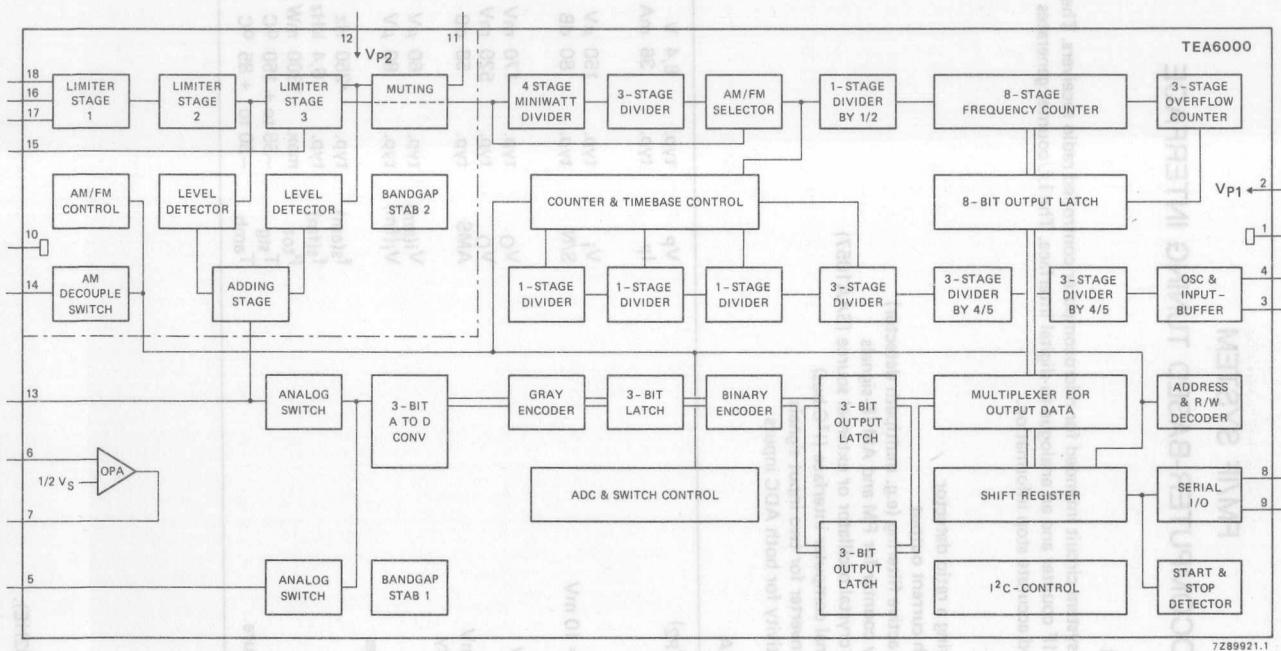 12
VP2
11
TEA6000
18
16
17
15
LIMITER
STAGE
1
LIMITER
STAGE
2
LIMITER
STAGE
3
MUTING
4 STAGE
MINIWATT
DIVIDER
3-STAGE
DIVIDER
AM/FM
SELECTOR
1-STAGE
DIVIDER
BY 1/2
8-STAGE
FREQUENCY COUNTER
3-STAGE
OVERFLOW
COUNTER
AM/FM
CONTROL
LEVEL
DETECTOR
LEVEL
DETECTOR
BANDGAP
STAB 2
COUNTER & TIMEBASE CONTROL
8-BIT OUTPUT LATCH
VP1
2
10
1
14
AM
DECOUPLE
SWITCH
ADDING
STAGE
1-STAGE
DIVIDER
1-STAGE
DIVIDER
1-STAGE
DIVIDER
3-STAGE
DIVIDER
3-STAGE
DIVIDER
BY 4/5
3-STAGE
DIVIDER
BY 4/5
OSC &
INPUT-
BUFFER
4
3
13
ANALOG
SWITCH
3-BIT
A TO D
CONV
GRAY
ENCODER
3-BIT
LATCH
BINARY
ENCODER
3-BIT
OUTPUT
LATCH
MULTIPLEXER FOR
OUTPUT DATA
ADDRESS
& R/W
DECODER
6
1/2 VS
OPA
7
ADC & SWITCH CONTROL
SHIFT REGISTER
SERIAL
I/O
8
9
5
ANALOG
SWITCH
BANDGAP
STAB 1
3-BIT
OUTPUT
LATCH
I²C-CONTROL
START &
STOP
DETECTOR
7Z89921.1